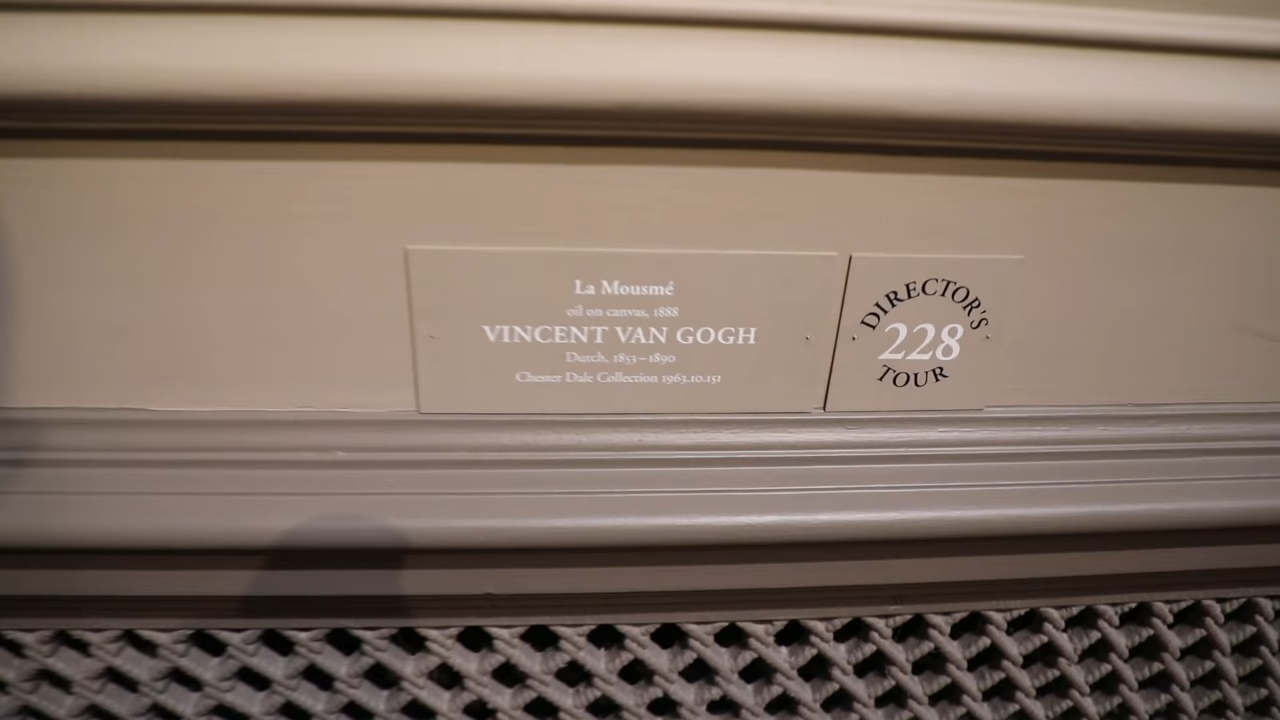 La Mousmé
oil on canvas, 1888
VINCENT VAN GOGH
Dutch, 1853–1890
Chester Dale Collection 1963.10.151
DIRECTOR'S
228
TOUR